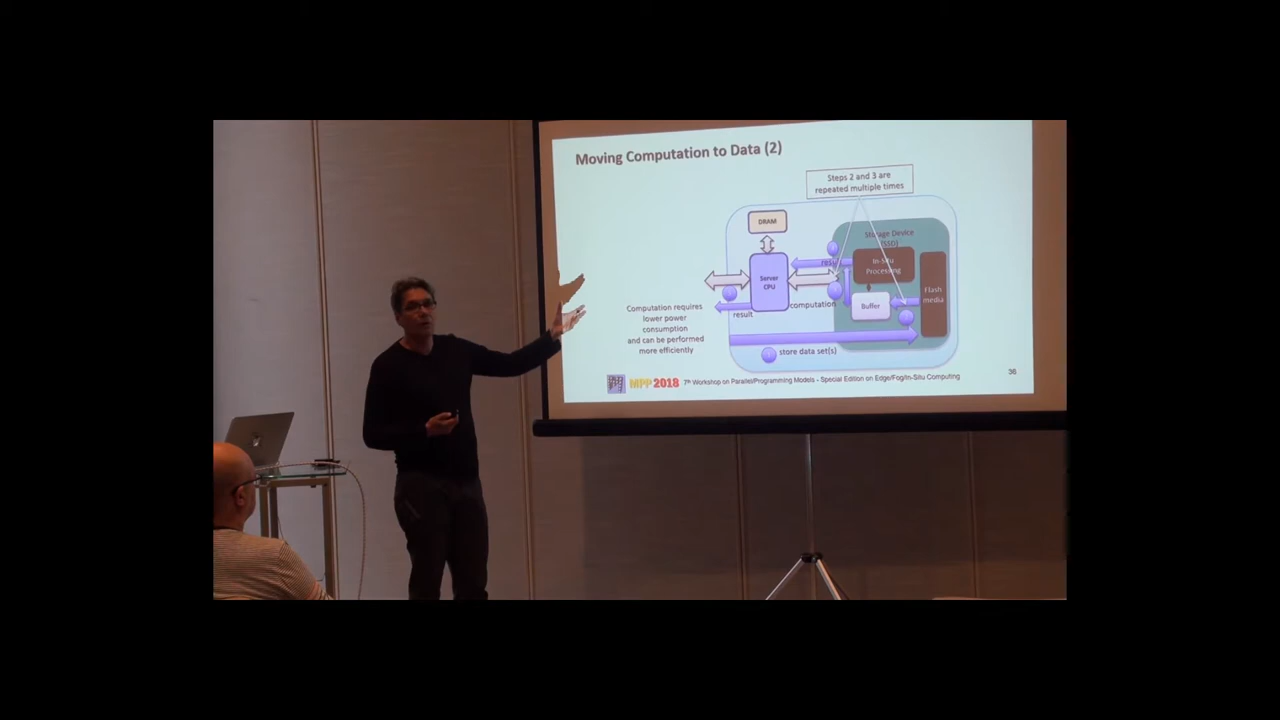 Moving Computation to Data (2)
Steps 2 and 3 are
repeated multiple times
DRAM
Storage Device
(SSD)
In-Situ
Processing
Server
CPU
Flash
media
Buffer
computation
result
Computation requires
lower power
consumption
and can be performed
more efficiently
store data set(s)
MPP 2018 7th Workshop on Parallel/Programming Models - Special Edition on Edge/Fog/In-Situ Computing
36